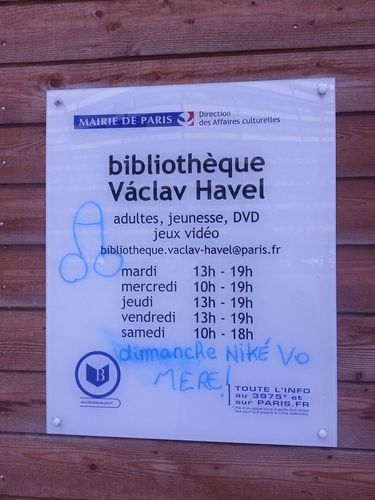 MAIRIE DE PARIS
Direction
des Affaires culturelles
bibliothèque
Václav Havel
adultes, jeunesse, DVD
jeux vidéo
bibliotheque.vaclav-havel@paris.fr
mardi 13h - 19h
mercredi 10h - 19h
jeudi 13h - 19h
vendredi 13h - 19h
samedi 10h - 18h
dimanche NIKÉ VO
MERE!
B
TOUTE L'INFO
au 3975* et
sur PARIS.FR